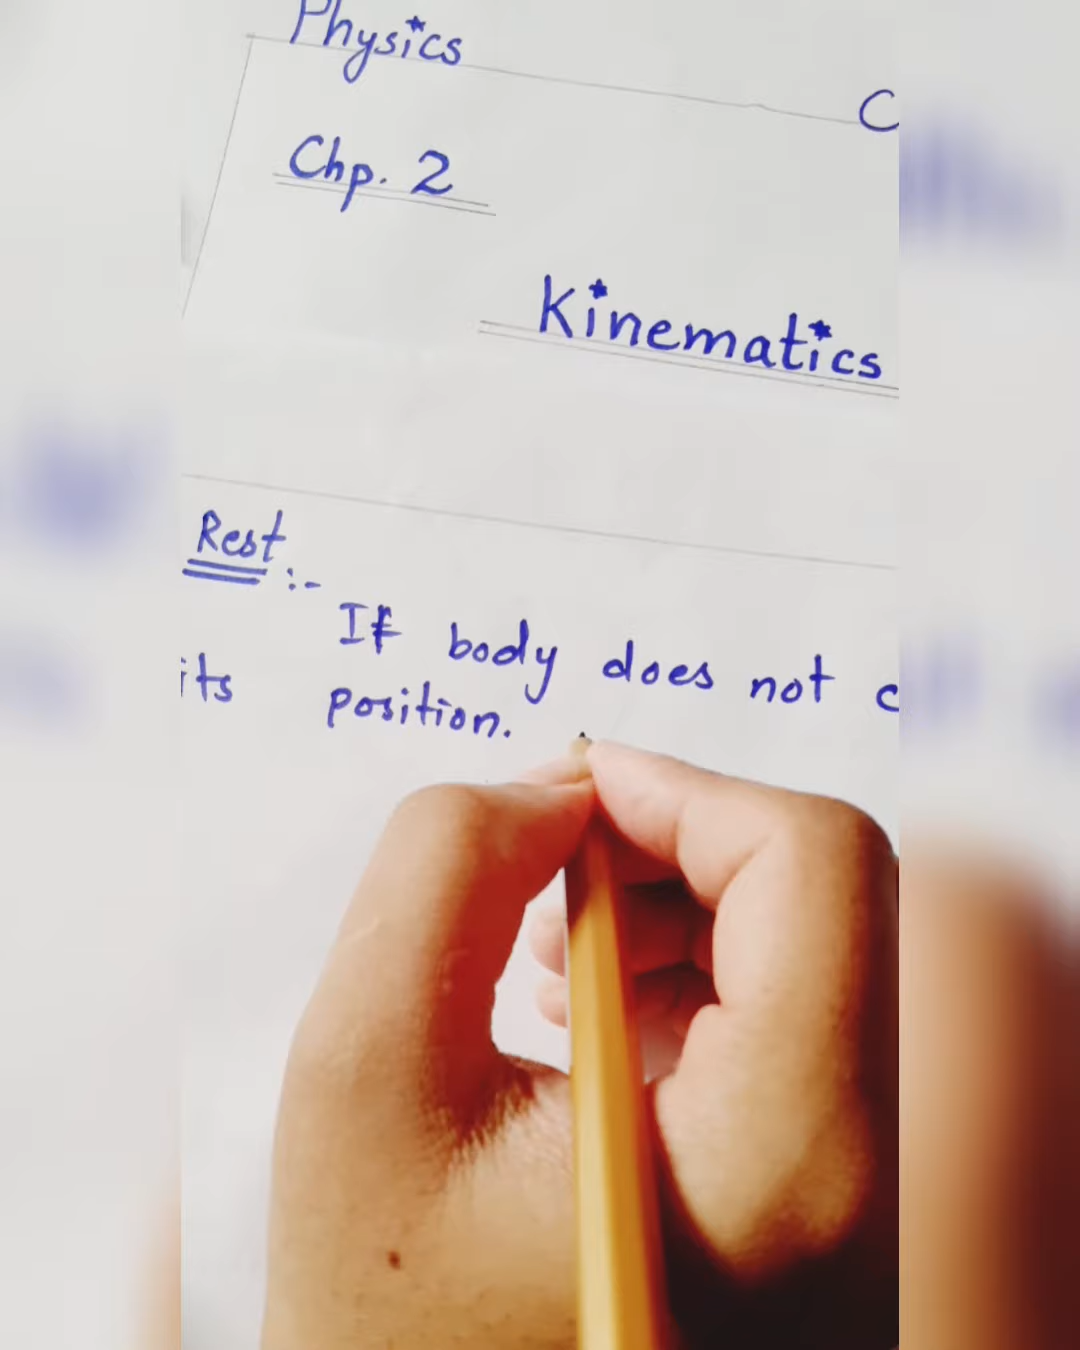 Physics
C
Chp. 2
Kinematics
Rest :-
If body does not c
its position.